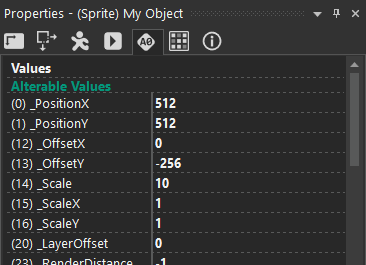 Properties - (Sprite) My Object
A0
Values
Alterable Values
(0) _PositionX 512
(1) _PositionY 512
(12) _OffsetX 0
(13) _OffsetY -256
(14) _Scale 10
(15) _ScaleX 1
(16) _ScaleY 1
(20) _LayerOffset 0
(23) _RenderDistance -1